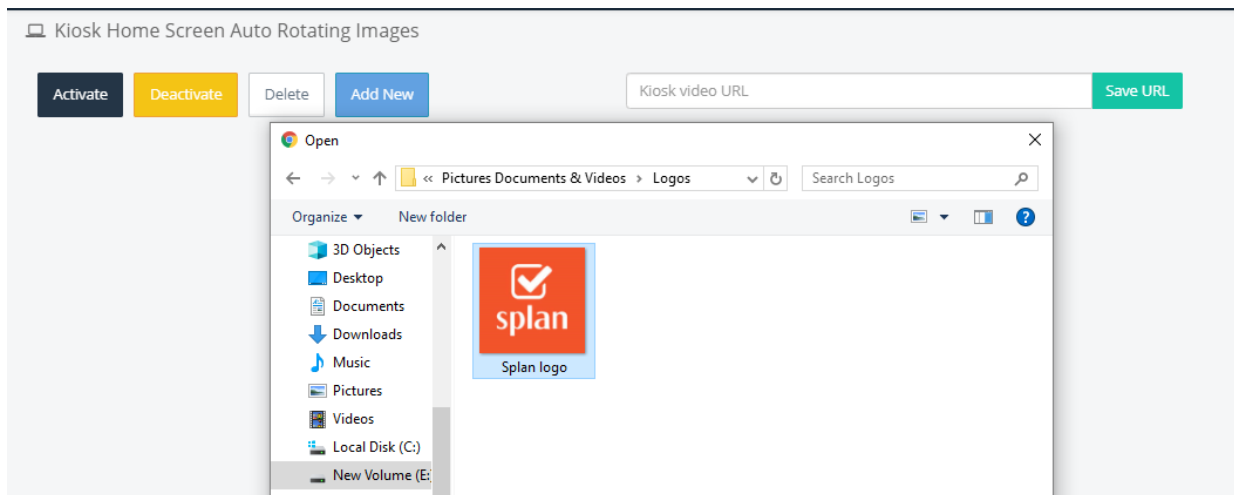 Kiosk Home Screen Auto Rotating Images
Activate
Deactivate
Delete
Add New
Kiosk video URL
Save URL
Open
« Pictures Documents & Videos › Logos
Search Logos
Organize
New folder
?
3D Objects
Desktop
Documents
Downloads
Music
Pictures
Videos
Local Disk (C:)
New Volume (E:
splan
Splan logo